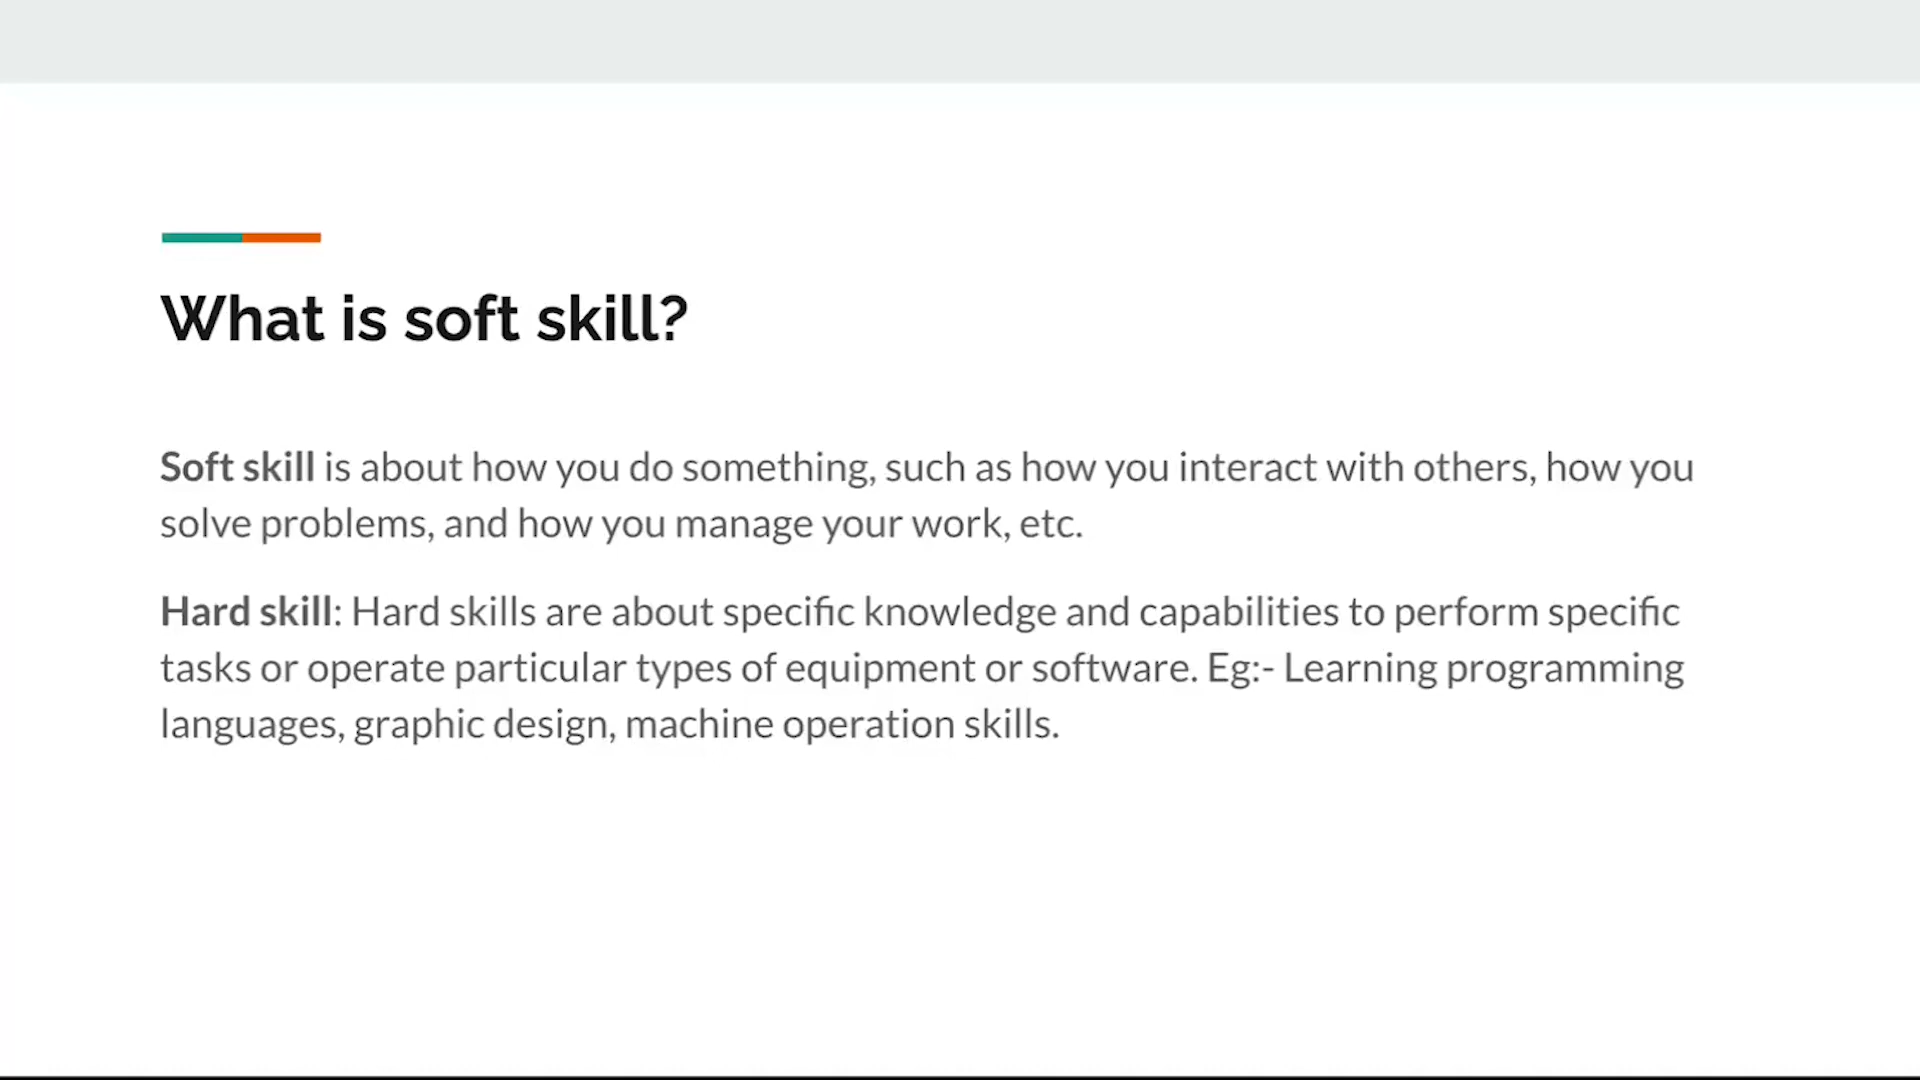 What is soft skill?
Soft skill is about how you do something, such as how you interact with others, how you
solve problems, and how you manage your work, etc.
Hard skill: Hard skills are about specific knowledge and capabilities to perform specific
tasks or operate particular types of equipment or software. Eg:- Learning programming
languages, graphic design, machine operation skills.